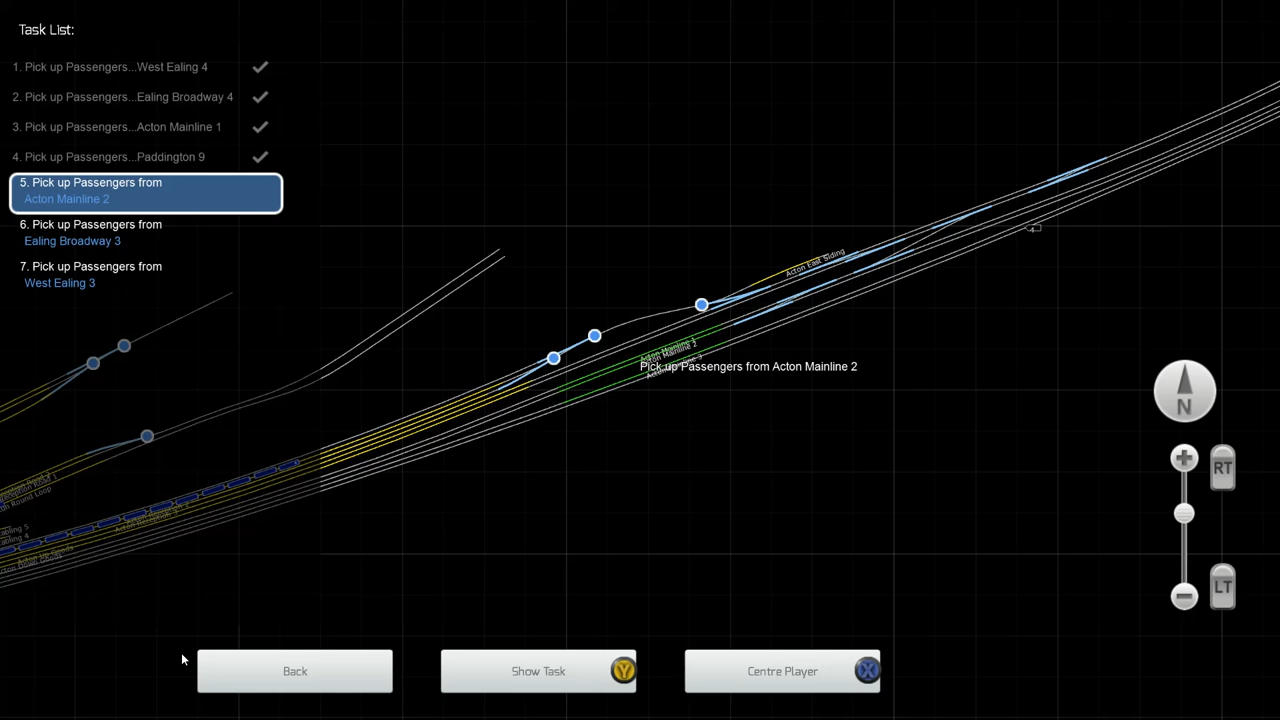 Task List:
1. Pick up Passengers...West Ealing 4
2. Pick up Passengers...Ealing Broadway 4
3. Pick up Passengers...Acton Mainline 1
4. Pick up Passengers...Paddington 9
5. Pick up Passengers from
Acton Mainline 2
6. Pick up Passengers from
Ealing Broadway 3
7. Pick up Passengers from
West Ealing 3
Acton East Siding
Acton Mainline 1
Acton Mainline 2
Pick up Passengers from Acton Mainline 2
N
RT
LT
Back
Show Task
Y
Centre Player
X